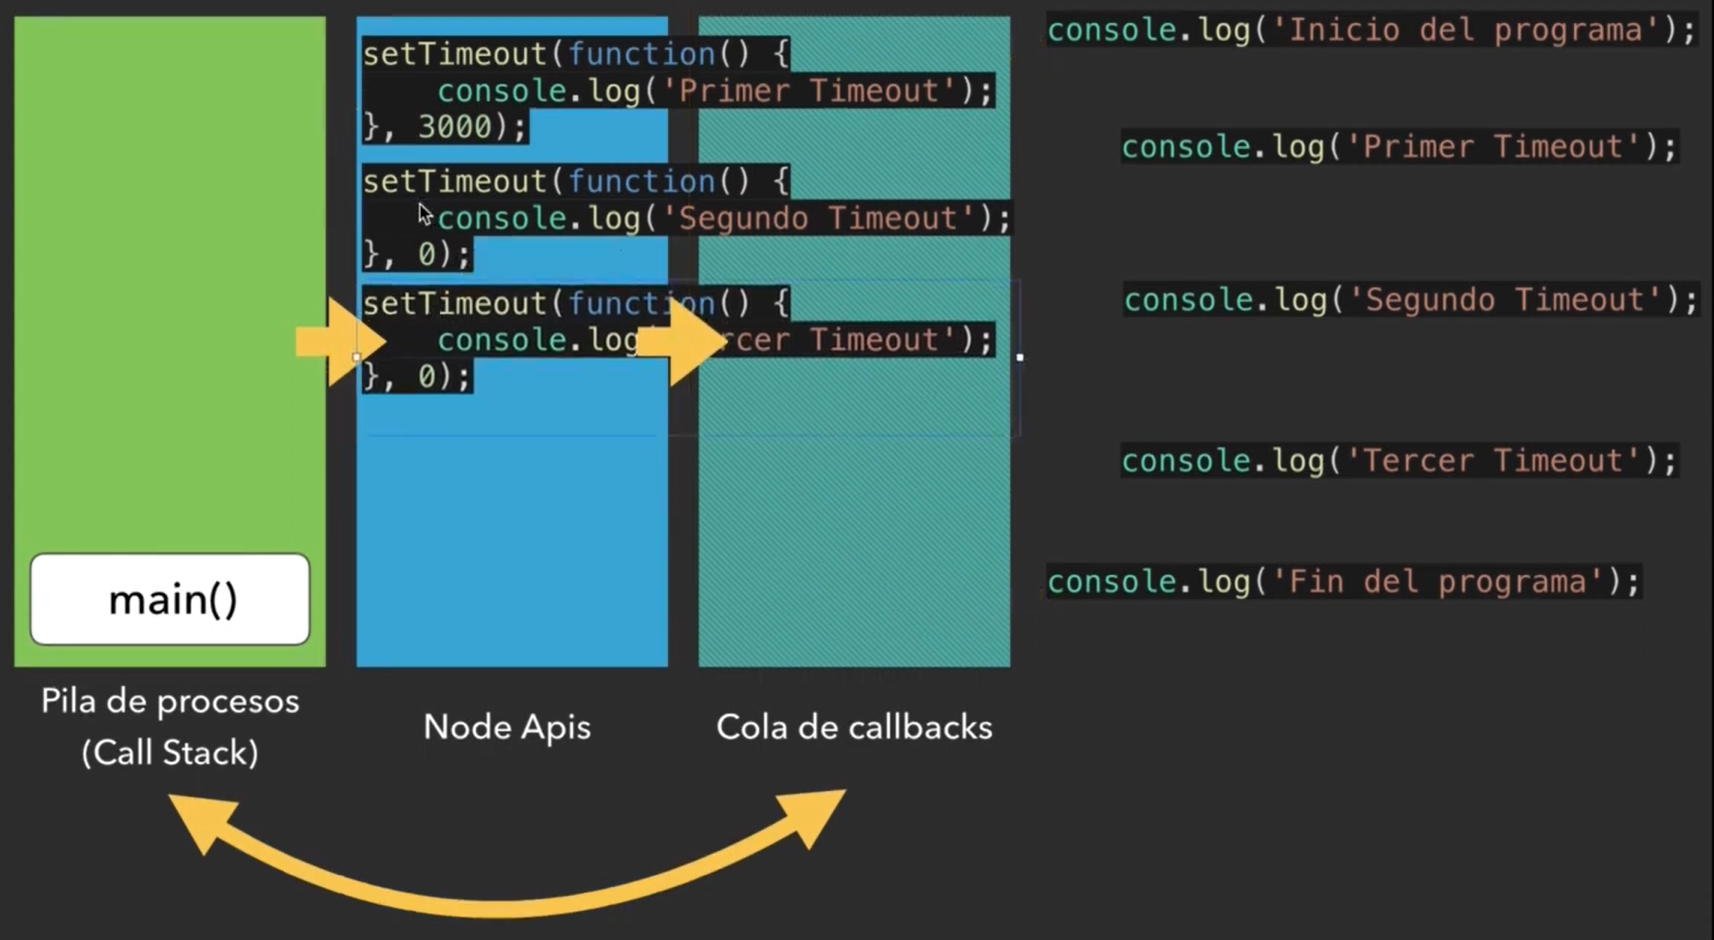 setTimeout(function() {
    console.log('Primer Timeout');
}, 3000);
setTimeout(function() {
    console.log('Segundo Timeout');
}, 0);
setTimeout(function() {
    console.log rcer Timeout');
}, 0);
main()
Pila de procesos
(Call Stack)
Node Apis
Cola de callbacks
console.log('Inicio del programa');
console.log('Primer Timeout');
console.log('Segundo Timeout');
console.log('Tercer Timeout');
console.log('Fin del programa');